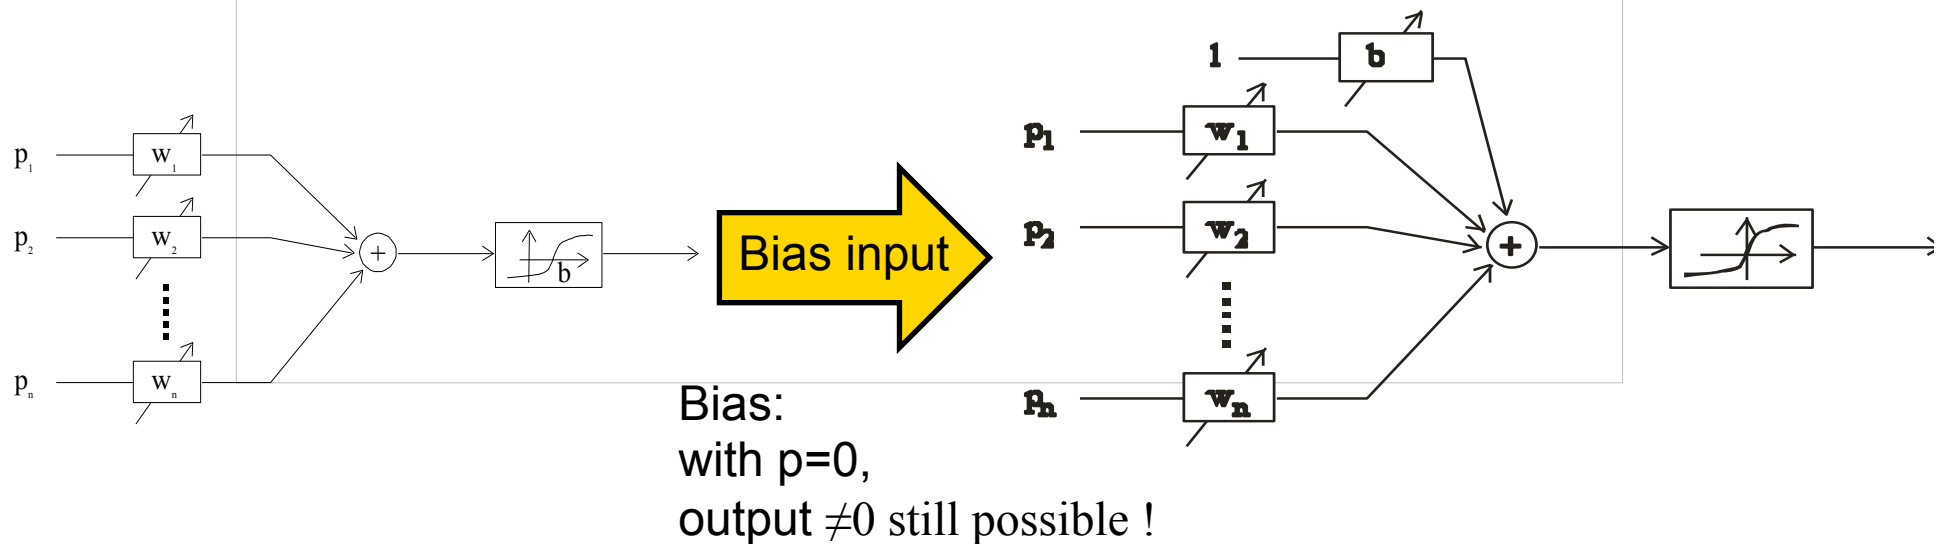 p₁ w₁
p₂ w₂
pₙ wₙ
+
b
Bias input
1 b
p₁ w₁
p₂ w₂
pₙ wₙ
+
Bias:
with p=0,
output ≠0 still possible !